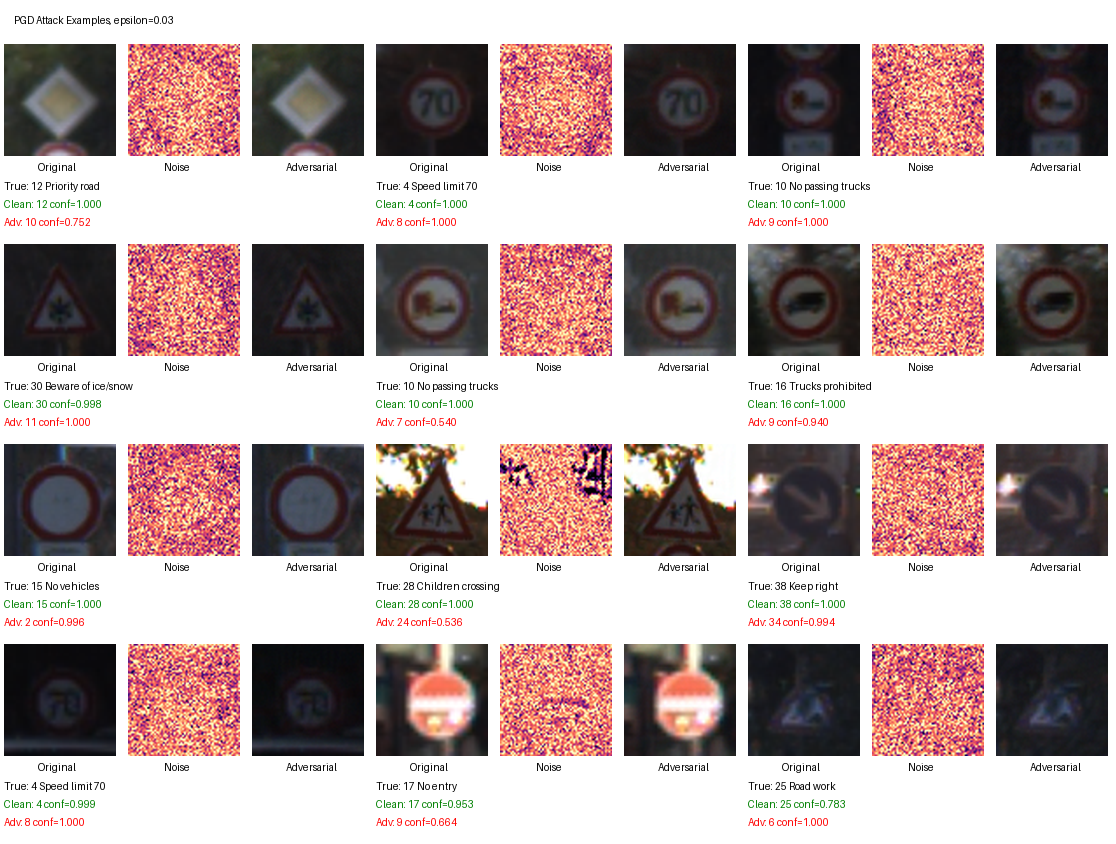 PGD Attack Examples, epsilon=0.03
70
70
Original Noise Adversarial Original Noise Adversarial Original Noise Adversarial
True: 12 Priority road True: 4 Speed limit 70 True: 10 No passing trucks
Clean: 12 conf=1.000 Clean: 4 conf=1.000 Clean: 10 conf=1.000
Adv: 10 conf=0.752 Adv: 8 conf=1.000 Adv: 9 conf=1.000
Original Noise Adversarial Original Noise Adversarial Original Noise Adversarial
True: 30 Beware of ice/snow True: 10 No passing trucks True: 16 Trucks prohibited
Clean: 30 conf=0.998 Clean: 10 conf=1.000 Clean: 16 conf=1.000
Adv: 11 conf=1.000 Adv: 7 conf=0.540 Adv: 9 conf=0.940
Original Noise Adversarial Original Noise Adversarial Original Noise Adversarial
True: 15 No vehicles True: 28 Children crossing True: 38 Keep right
Clean: 15 conf=1.000 Clean: 28 conf=1.000 Clean: 38 conf=1.000
Adv: 2 conf=0.996 Adv: 24 conf=0.536 Adv: 34 conf=0.994
70
70
Original Noise Adversarial Original Noise Adversarial Original Noise Adversarial
True: 4 Speed limit 70 True: 17 No entry True: 25 Road work
Clean: 4 conf=0.999 Clean: 17 conf=0.953 Clean: 25 conf=0.783
Adv: 8 conf=1.000 Adv: 9 conf=0.664 Adv: 6 conf=1.000